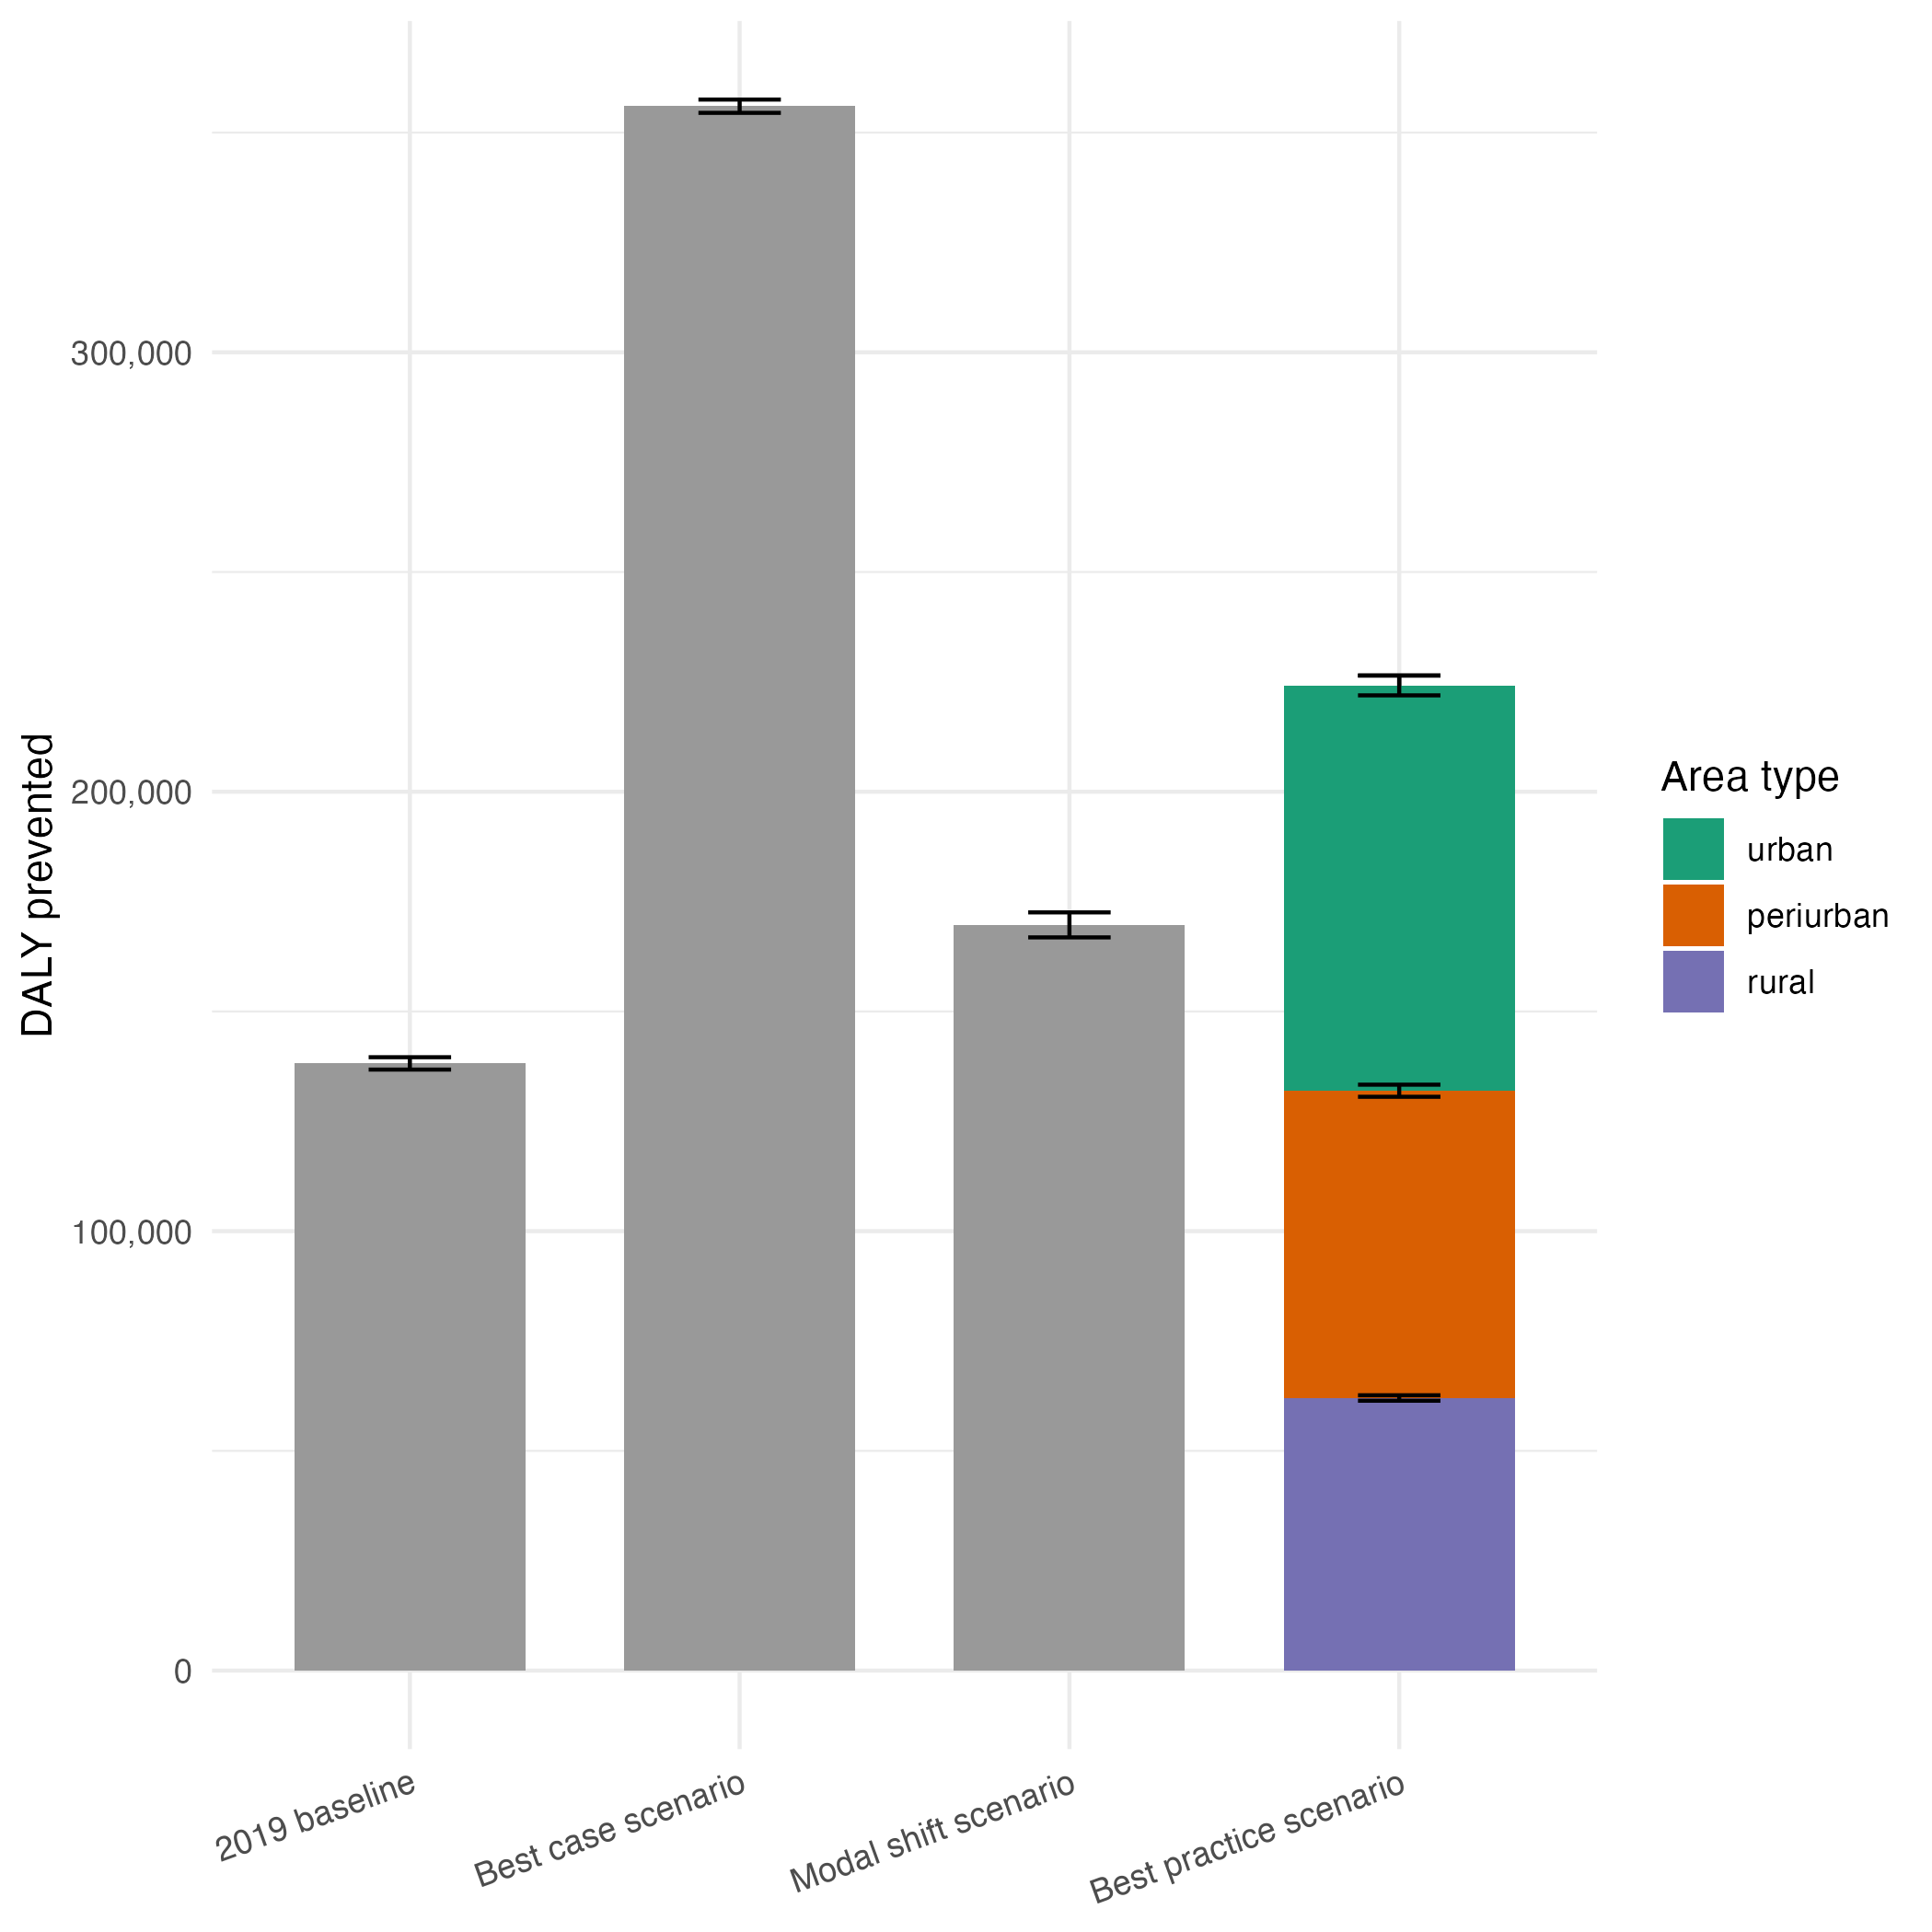 DALY prevented
300,000
200,000
100,000
0
2019 baseline
Best case scenario
Modal shift scenario
Best practice scenario
Area type
urban
periurban
rural